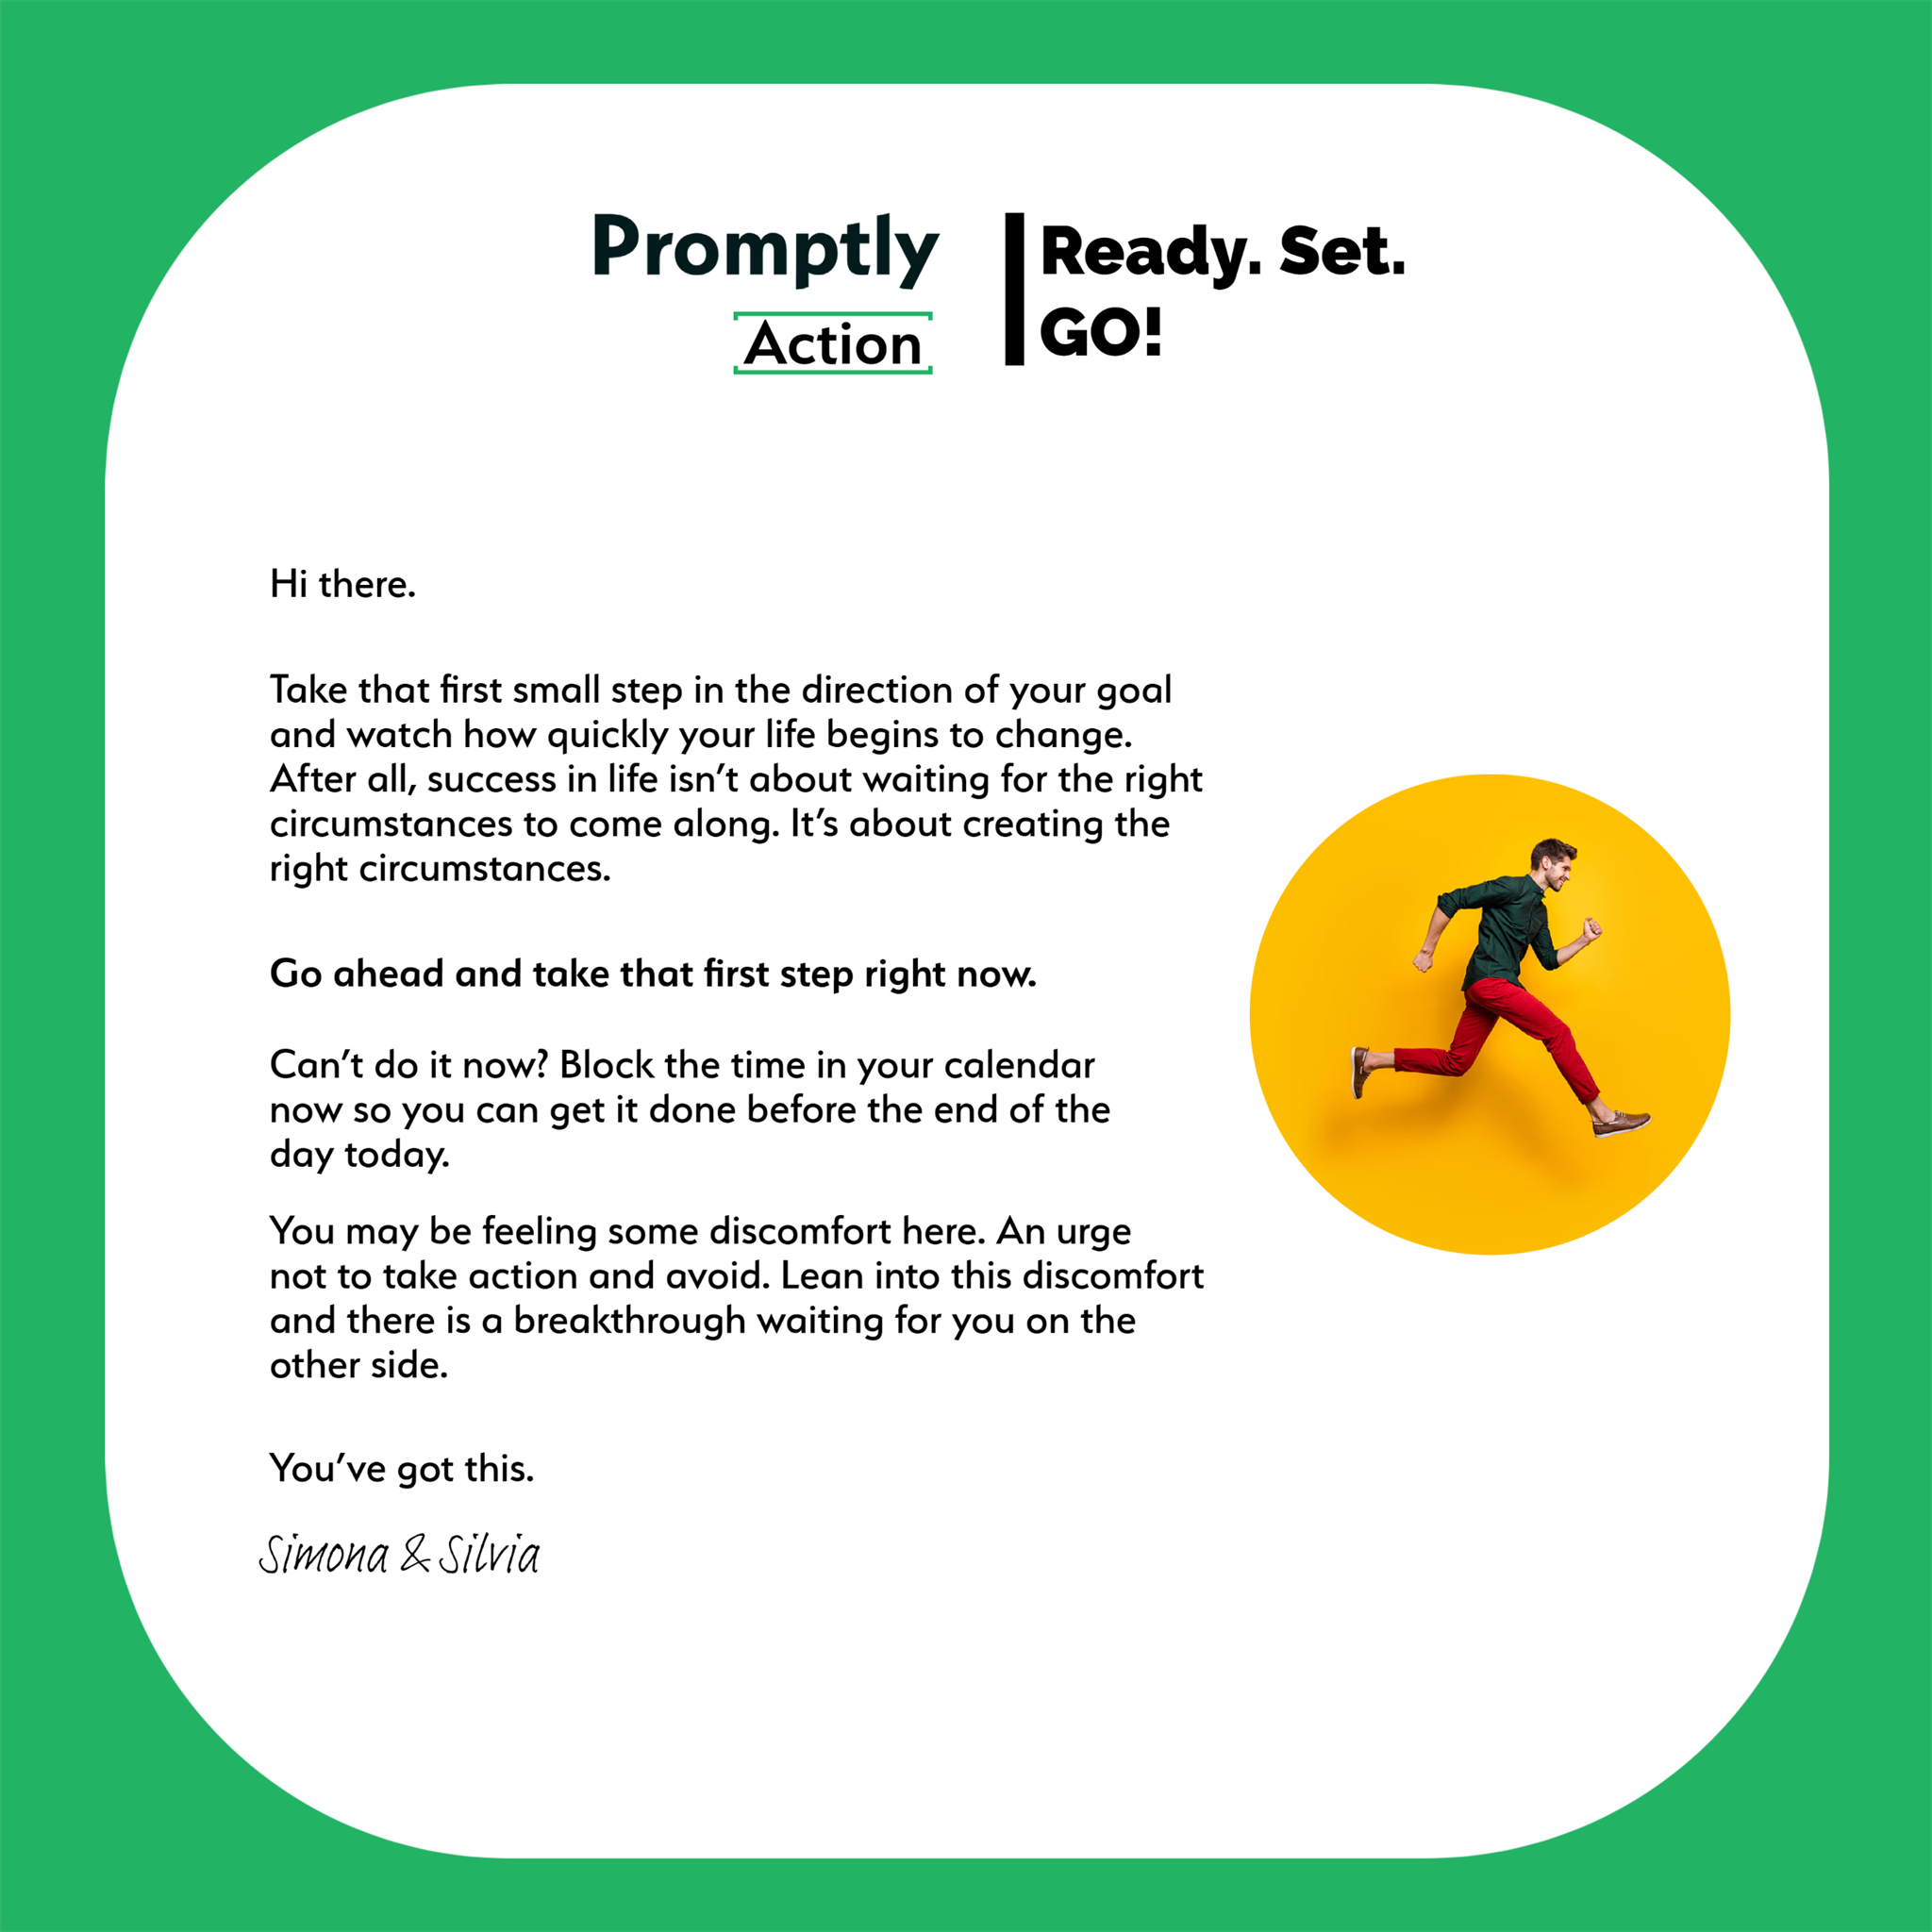 Promptly
Action
Ready. Set.
GO!
Hi there.
Take that first small step in the direction of your goal
and watch how quickly your life begins to change.
After all, success in life isn’t about waiting for the right
circumstances to come along. It’s about creating the
right circumstances.
Go ahead and take that first step right now.
Can’t do it now? Block the time in your calendar
now so you can get it done before the end of the
day today.
You may be feeling some discomfort here. An urge
not to take action and avoid. Lean into this discomfort
and there is a breakthrough waiting for you on the
other side.
You’ve got this.
Simona & Silvia